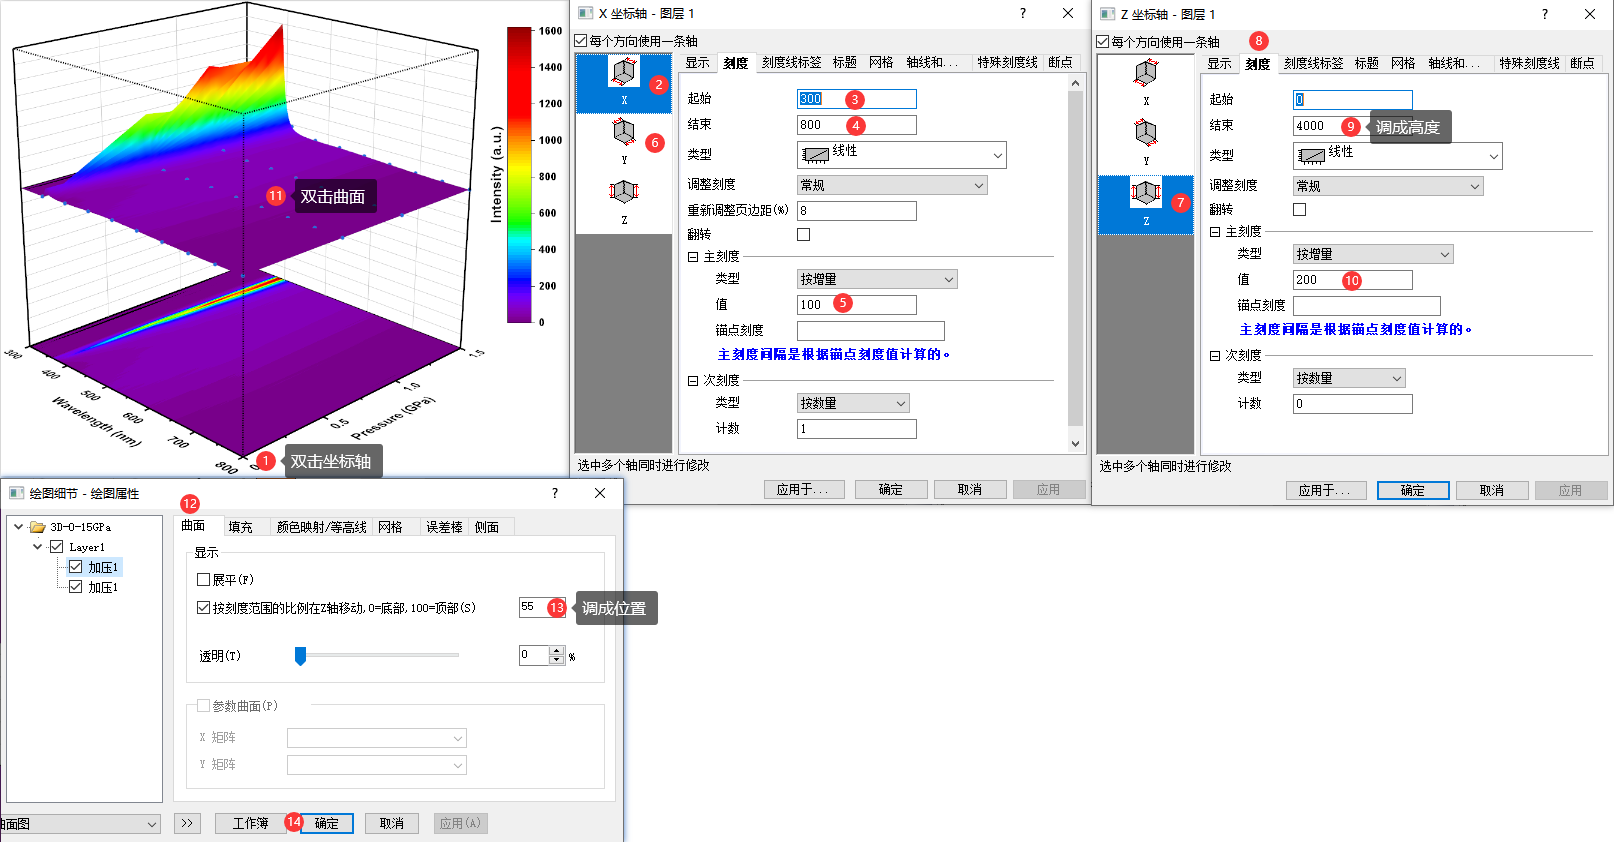 1600
1400
1200
1000
800
600
400
200
0
Intensity (a.u.)
300
400
500
600
700
800
Wavelength (nm)
0
0.5
1.0
1.5
Pressure (GPa)
11 双击曲面
1 双击坐标轴
X 坐标轴 - 图层 1
?
每个方向使用一条轴
X
2
Y
6
Z
显示 刻度 刻度线标签 标题 网格 轴线和... 特殊刻度线 断点
起始 300 3
结束 800 4
类型 线性
调整刻度 常规
重新调整页边距(%) 8
翻转
主刻度
类型 按增量
值 100 5
锚点刻度
主刻度间隔是根据锚点刻度值计算的。
次刻度
类型 按数量
计数 1
选中多个轴同时进行修改
应用于... 确定 取消 应用
Z 坐标轴 - 图层 1
?
每个方向使用一条轴
8
X
Y
Z
7
显示 刻度 刻度线标签 标题 网格 轴线和... 特殊刻度线 断点
起始 0
结束 4000 9 调成高度
类型 线性
调整刻度 常规
翻转
主刻度
类型 按增量
值 200 10
锚点刻度
主刻度间隔是根据锚点刻度值计算的。
次刻度
类型 按数量
计数 0
选中多个轴同时进行修改
应用于... 确定 取消 应用
绘图细节 - 绘图属性
?
3D-0-15GPa
Layer1
加压1
加压1
12
曲面 填充 颜色映射/等高线 网格 误差棒 侧面
显示
展平(F)
按刻度范围的比例在Z轴移动,0=底部,100=顶部(S) 55 13 调成位置
透明(T) 0 %
参数曲面(P)
X 矩阵
Y 矩阵
曲面图 >> 工作簿 14 确定 取消 应用(A)